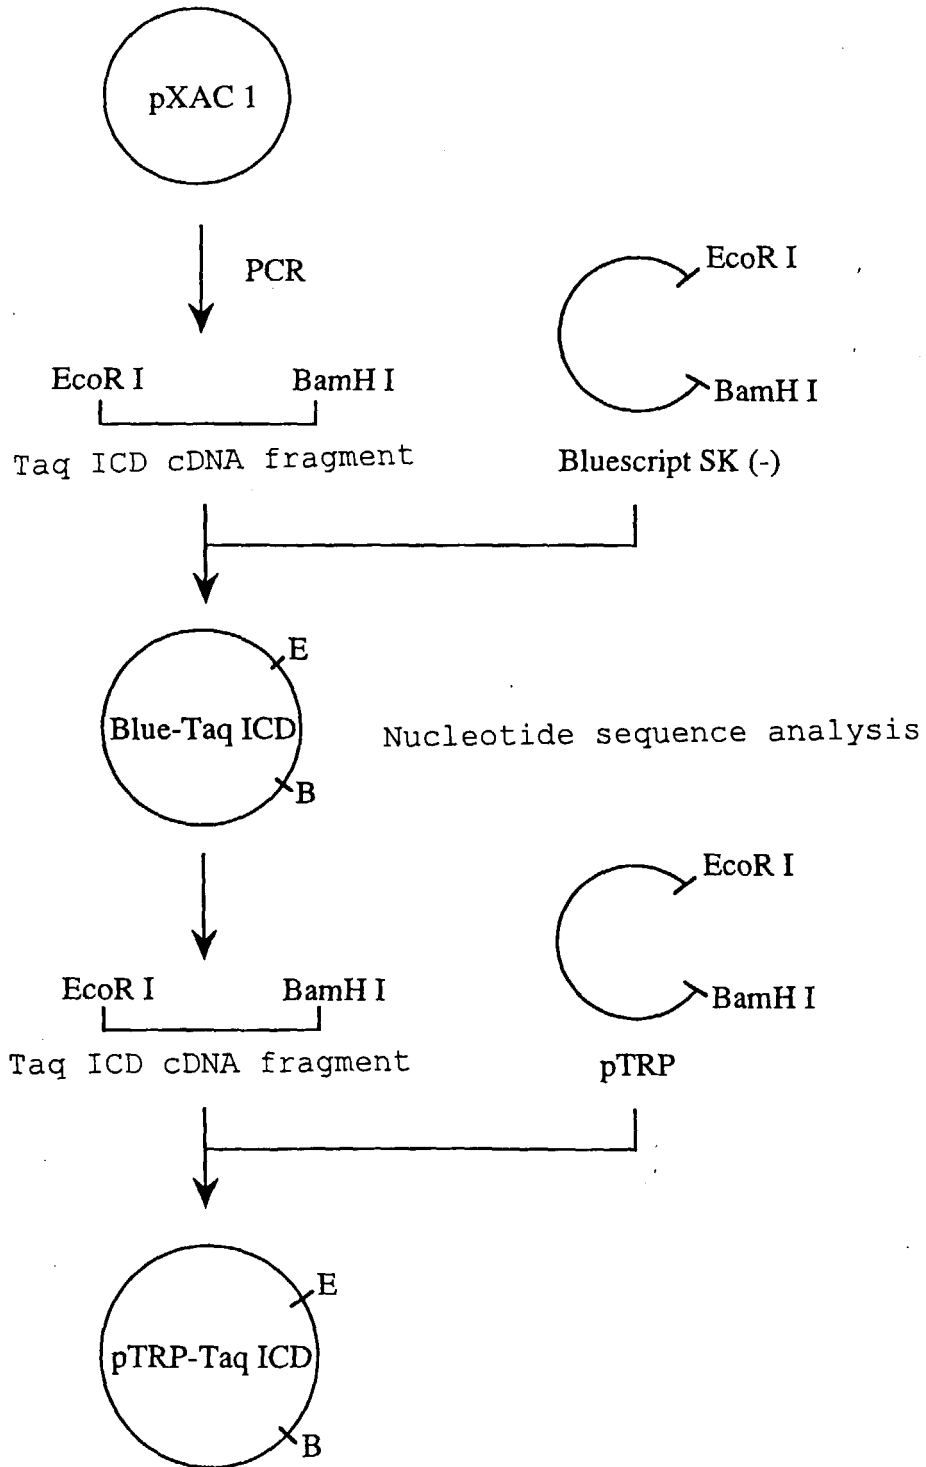 pXAC 1
PCR
EcoR I
BamH I
EcoR I BamH I
Taq ICD cDNA fragment
Bluescript SK (-)
E
Blue-Taq ICD
B
Nucleotide sequence analysis
EcoR I
BamH I
EcoR I BamH I
Taq ICD cDNA fragment
pTRP
E
pTRP-Taq ICD
B